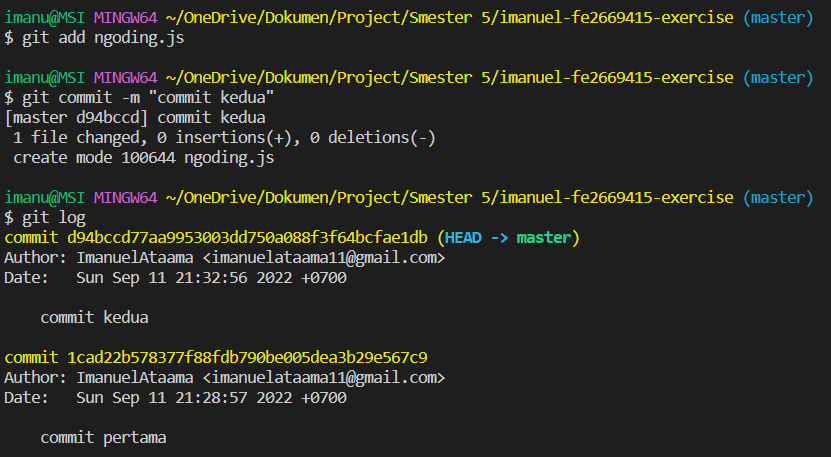 imanu@MSI MINGW64 ~/OneDrive/Dokumen/Project/Smester 5/imanuel-fe2669415-exercise (master)
$ git add ngoding.js
imanu@MSI MINGW64 ~/OneDrive/Dokumen/Project/Smester 5/imanuel-fe2669415-exercise (master)
$ git commit -m "commit kedua"
[master d94bccd] commit kedua
 1 file changed, 0 insertions(+), 0 deletions(-)
 create mode 100644 ngoding.js
imanu@MSI MINGW64 ~/OneDrive/Dokumen/Project/Smester 5/imanuel-fe2669415-exercise (master)
$ git log
commit d94bccd77aa9953003dd750a088f3f64bcfae1db (HEAD -> master)
Author: ImanuelAtaama <imanuelataama11@gmail.com>
Date:   Sun Sep 11 21:32:56 2022 +0700
    commit kedua
commit 1cad22b578377f88fdb790be005dea3b29e567c9
Author: ImanuelAtaama <imanuelataama11@gmail.com>
Date:   Sun Sep 11 21:28:57 2022 +0700
    commit pertama